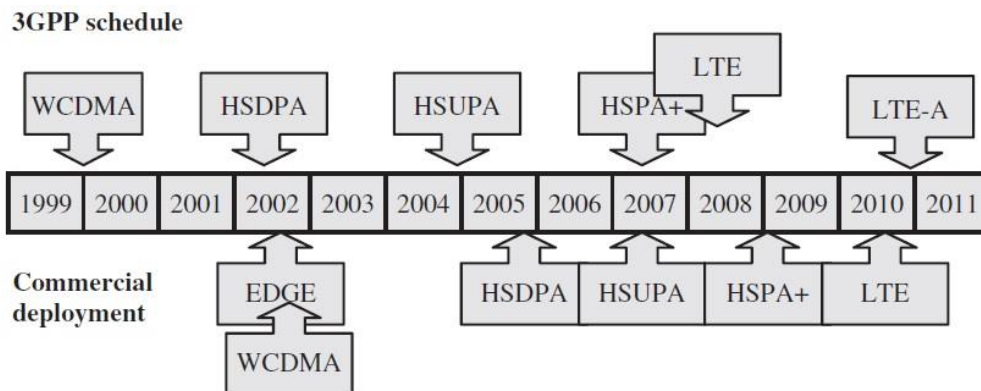 3GPP schedule
LTE
WCDMA HSDPA HSUPA HSPA+ LTE-A
1999 2000 2001 2002 2003 2004 2005 2006 2007 2008 2009 2010 2011
Commercial
deployment
EDGE HSDPA HSUPA HSPA+ LTE
WCDMA